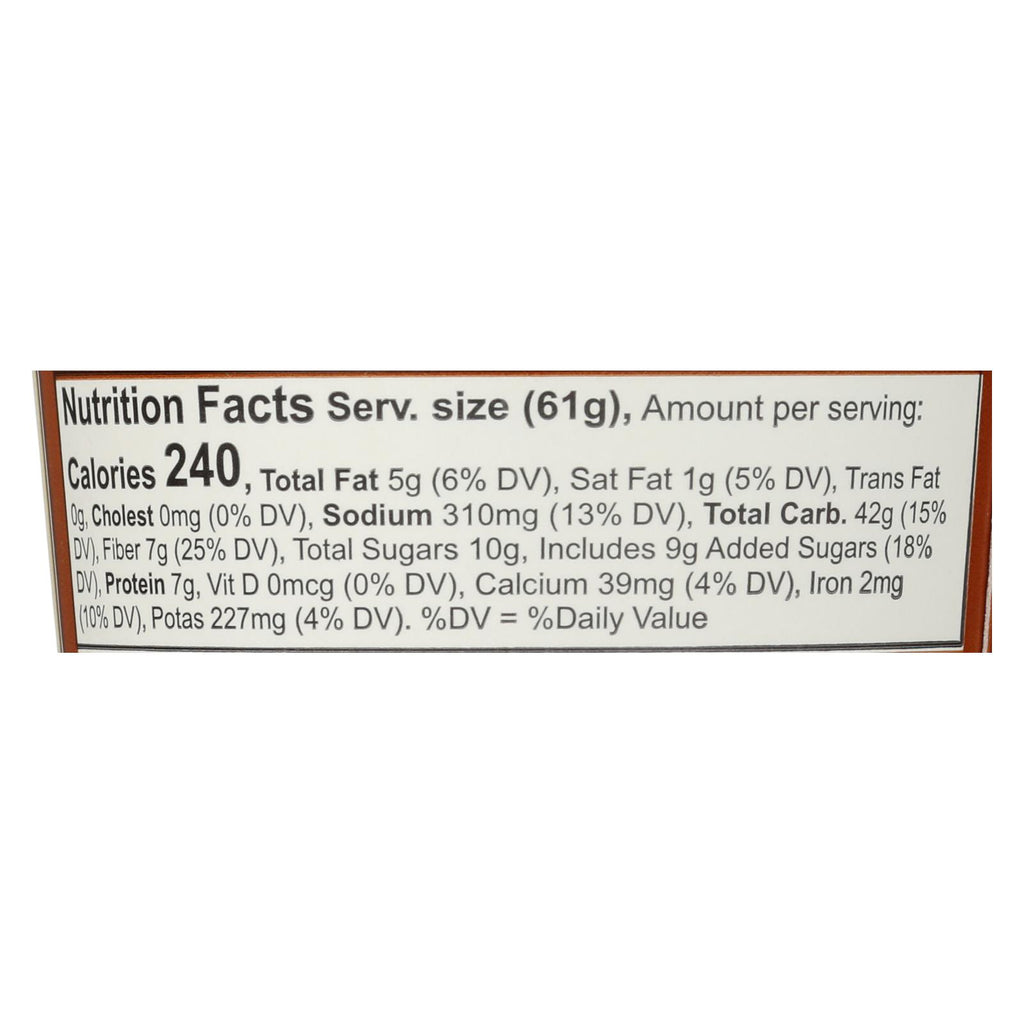 Nutrition Facts Serv. size (61g), Amount per serving:
Calories 240, Total Fat 5g (6% DV), Sat Fat 1g (5% DV), Trans Fat
0g, Cholest 0mg (0% DV), Sodium 310mg (13% DV), Total Carb. 42g (15%
DV), Fiber 7g (25% DV), Total Sugars 10g, Includes 9g Added Sugars (18%
DV), Protein 7g, Vit D 0mcg (0% DV), Calcium 39mg (4% DV), Iron 2mg
(10% DV), Potas 227mg (4% DV). %DV = %Daily Value